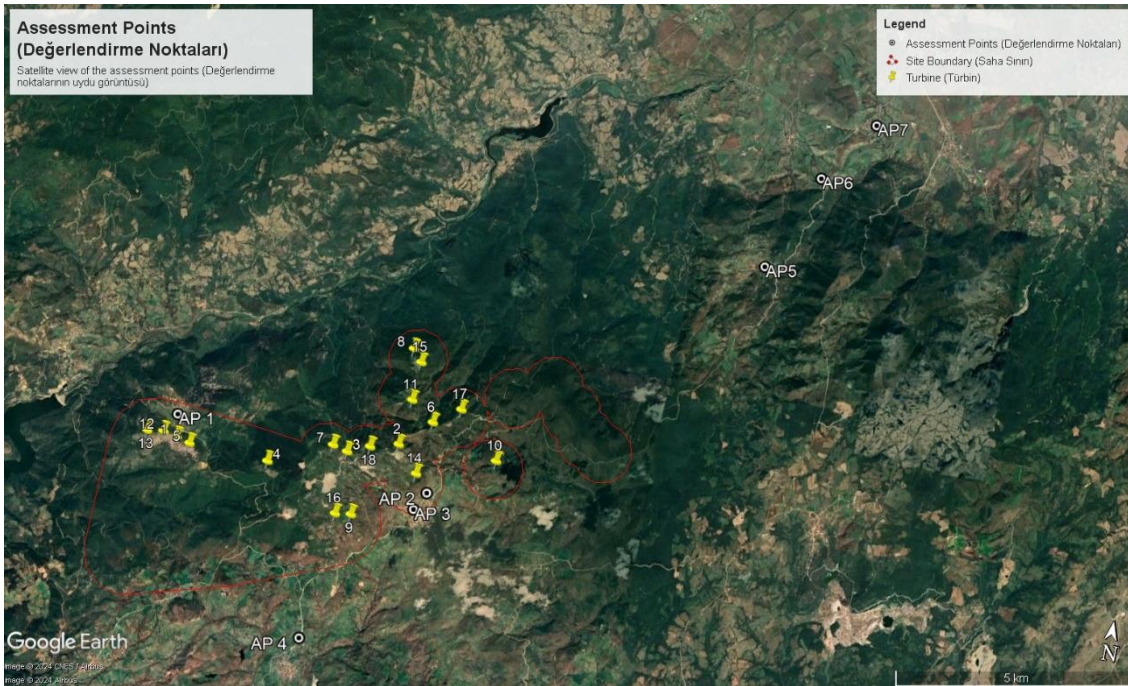 Assessment Points
(Değerlendirme Noktaları)
Satellite view of the assessment points (Değerlendirme
noktalarının uydu görüntüsü)
Legend
Assessment Points (Değerlendirme Noktaları)
Site Boundary (Saha Sınırı)
Turbine (Türbin)
AP7
AP6
AP5
8 15
11
17
6
AP 1
12 1
13 5
7 3 2
18
4
10
14
AP 2
AP 3
16
9
AP 4
Google Earth
Image © 2024 CNES / Airbus
Image © 2024 Airbus
N
5 km